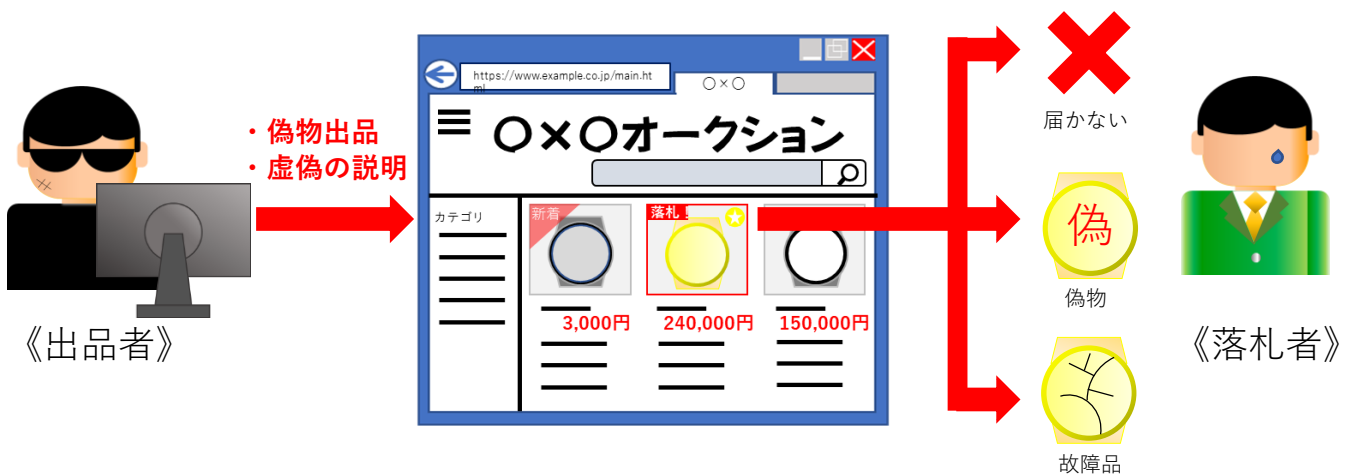 ・偽物出品
・虚偽の説明
《出品者》
https://www.example.co.jp/main.ht
ml
〇×〇
〇×〇オークション
カテゴリ
新着
落札！
3,000円
240,000円
150,000円
届かない
偽
偽物
故障品
《落札者》